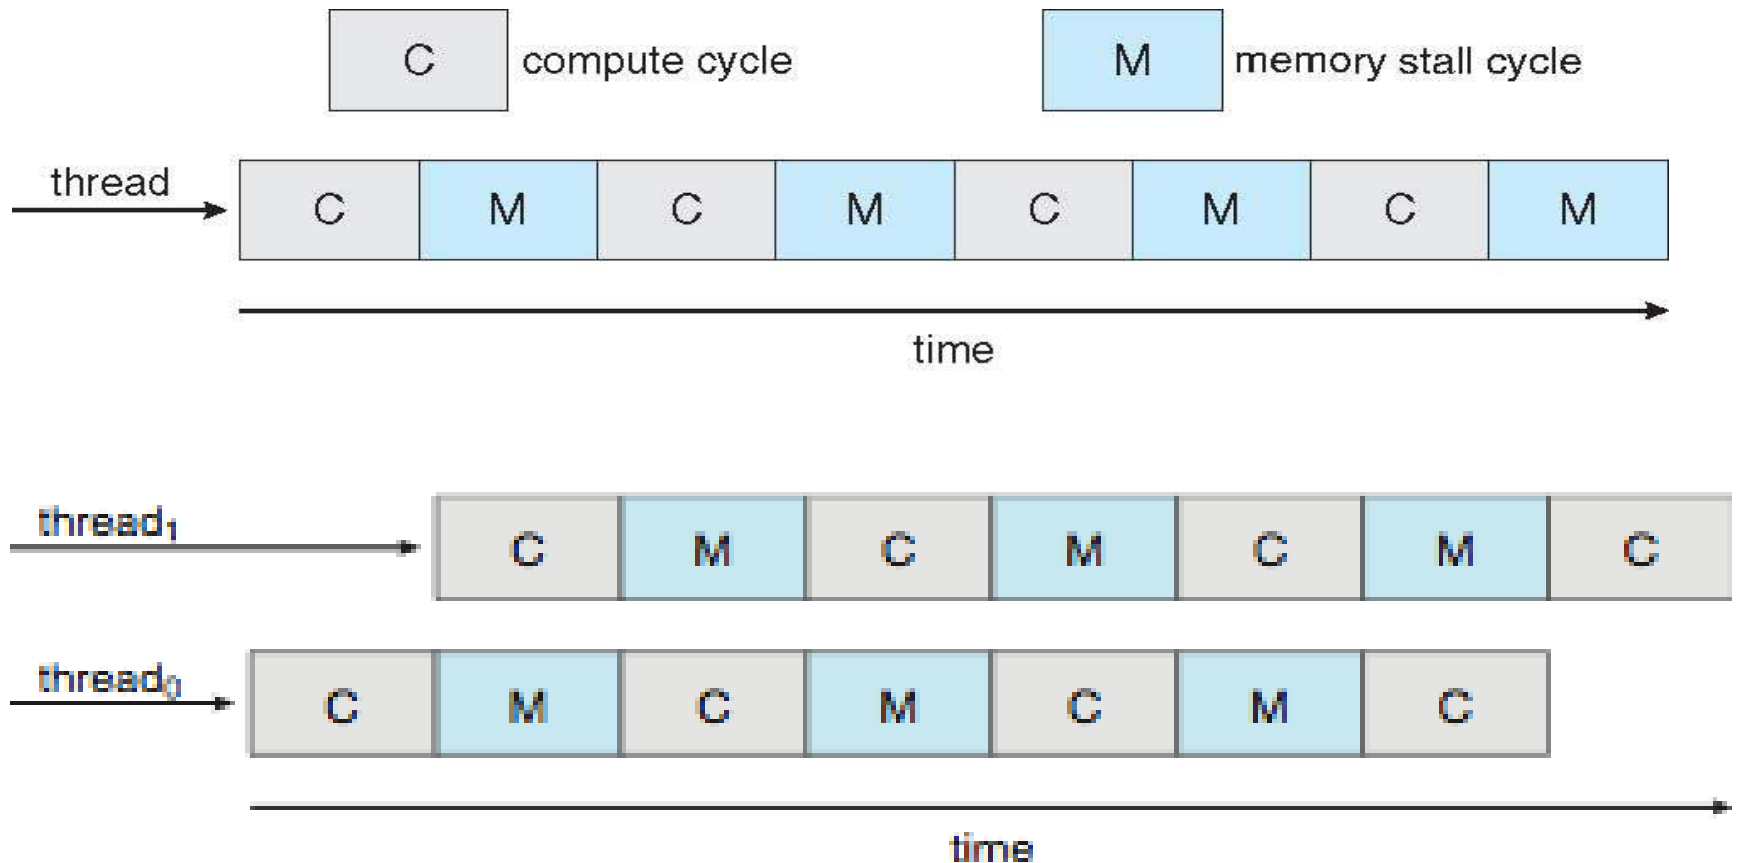 C compute cycle M memory stall cycle
thread
C M C M C M C M
time
thread₁
C M C M C M C
thread₀
C M C M C M C
time